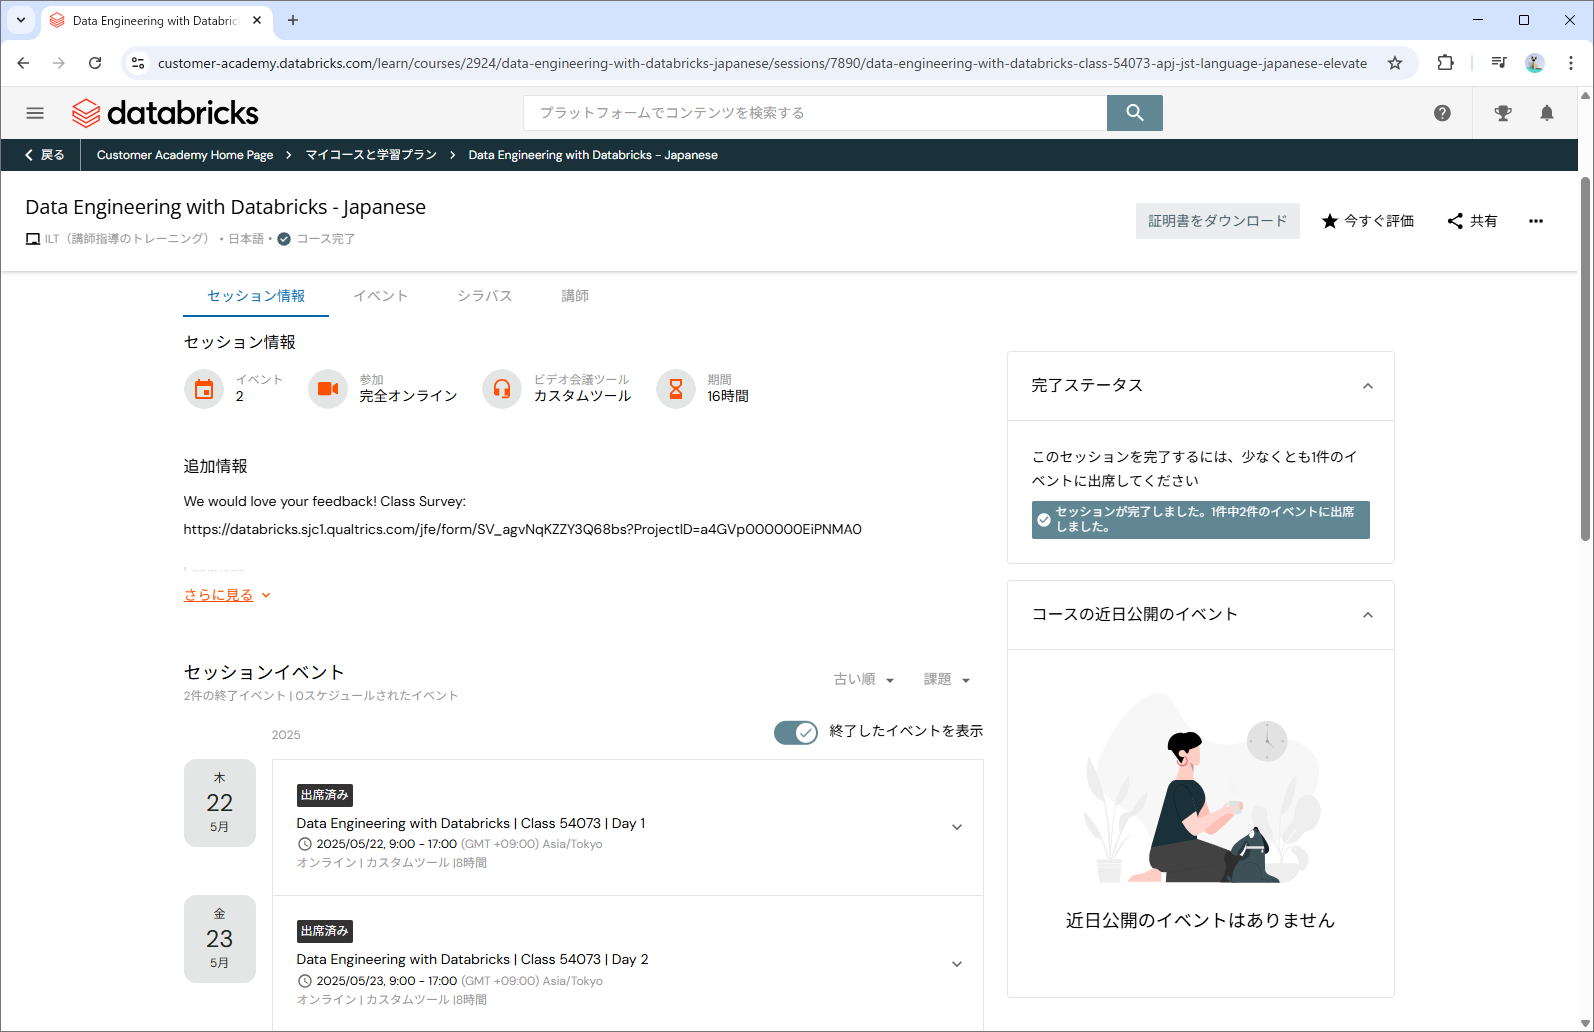 Data Engineering with Databric
customer-academy.databricks.com/learn/courses/2924/data-engineering-with-databricks-japanese/sessions/7890/data-engineering-with-databricks-class-54073-apj-jst-language-japanese-elevate
databricks
プラットフォームでコンテンツを検索する
戻る
Customer Academy Home Page
マイコースと学習プラン
Data Engineering with Databricks - Japanese
Data Engineering with Databricks - Japanese
ILT（講師指導のトレーニング） • 日本語 • コース完了
証明書をダウンロード
今すぐ評価
共有
セッション情報
イベント
シラバス
講師
セッション情報
イベント
2
参加
完全オンライン
ビデオ会議ツール
カスタムツール
期間
16時間
追加情報
We would love your feedback! Class Survey:
https://databricks.sjc1.qualtrics.com/jfe/form/SV_agvNqKZZY3Q68bs?ProjectID=a4GVp000000EiPNMA0
Language
さらに見る
セッションイベント
2件の終了イベント | 0スケジュールされたイベント
古い順
課題
2025
終了したイベントを表示
木
22
5月
出席済み
Data Engineering with Databricks | Class 54073 | Day 1
2025/05/22, 9:00 - 17:00 (GMT +09:00) Asia/Tokyo
オンライン | カスタムツール |8時間
金
23
5月
出席済み
Data Engineering with Databricks | Class 54073 | Day 2
2025/05/23, 9:00 - 17:00 (GMT +09:00) Asia/Tokyo
オンライン | カスタムツール |8時間
完了ステータス
このセッションを完了するには、少なくとも1件のイ
ベントに出席してください
セッションが完了しました。1件中2件のイベントに出席
しました。
コースの近日公開のイベント
近日公開のイベントはありません